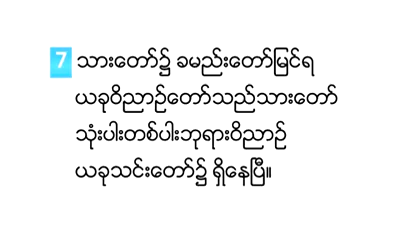 7 သားတော်၌ ခမည်းတော်မြင်ရ
ယခုဝိညာဉ်တော်သည်သားတော်
သုံးပါးတစ်ပါးဘုရားဝိညာဉ်
ယခုသင်းတော်၌ ရှိနေပြီ။